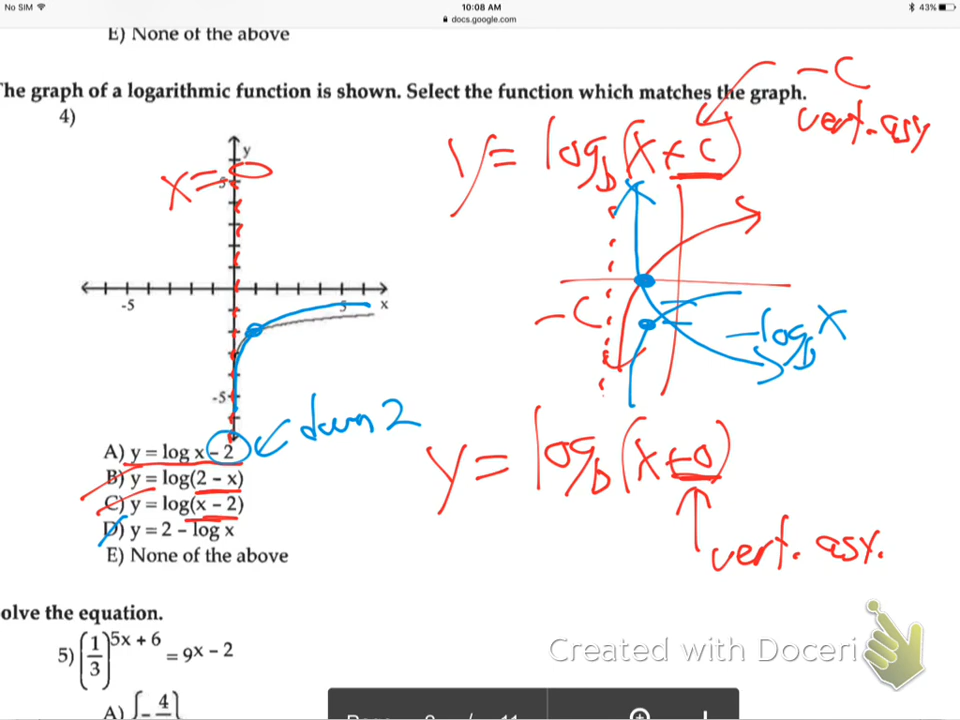 No SIM
10:08 AM
43%
docs.google.com
E) None of the above
The graph of a logarithmic function is shown. Select the function which matches the graph.
4)
y
5
x = 0
-5
5
x
-5
-C
vert. asy
y = log_b (x + c)
-C
-log_b x
down 2
y = log_b (x+0)
vert. asy.
A) y = log x - 2
B) y = log(2 - x)
C) y = log(x - 2)
D) y = 2 - log x
E) None of the above
olve the equation.
5) (1/3)^{5x + 6} = 9^{x - 2}
Created with Doceri